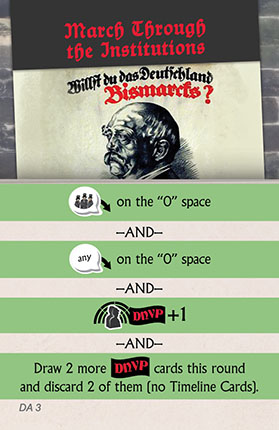 March Through
the Institutions
Willst du das Deutschland
Bismarcks?
on the “0” space
–AND–
any on the “0” space
–AND–
DNVP +1
–AND–
Draw 2 more DNVP cards this round
and discard 2 of them (no Timeline Cards).
DA 3